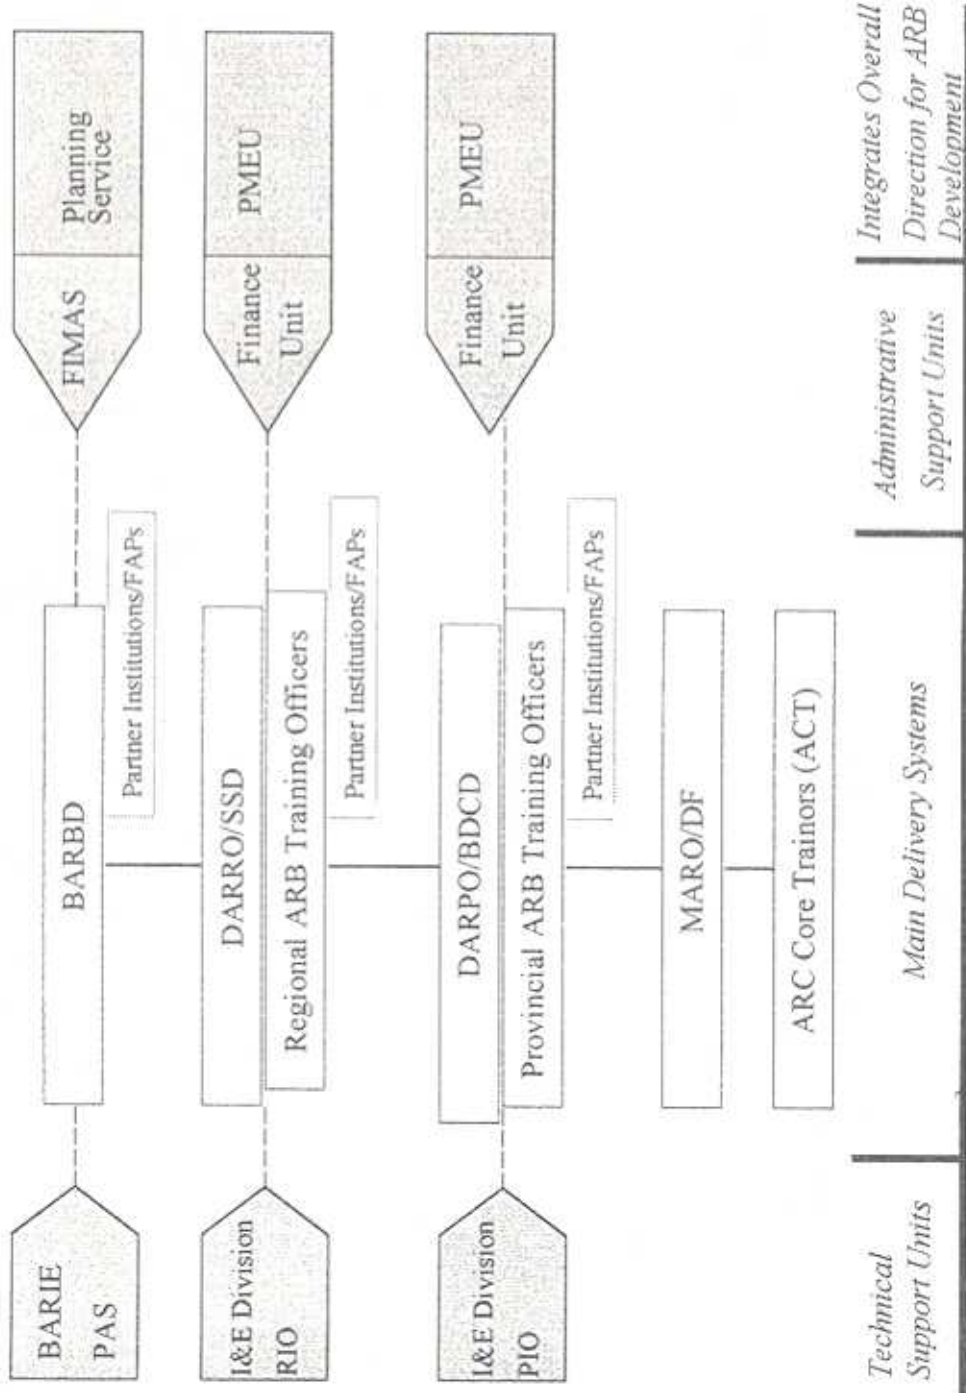 BARIE
PAS
BARBD
Partner Institutions/FAPs
FIMAS
Planning
Service
I&E Division
RIO
DARRO/SSD
Regional ARB Training Officers
Partner Institutions/FAPs
Finance
Unit
PMEU
I&E Division
PIO
DARPO/BDCD
Provincial ARB Training Officers
Partner Institutions/FAPs
Finance
Unit
PMEU
MARO/DF
ARC Core Trainors (ACT)
Technical
Support Units
Main Delivery Systems
Administrative
Support Units
Integrates Overall
Direction for ARB
Development